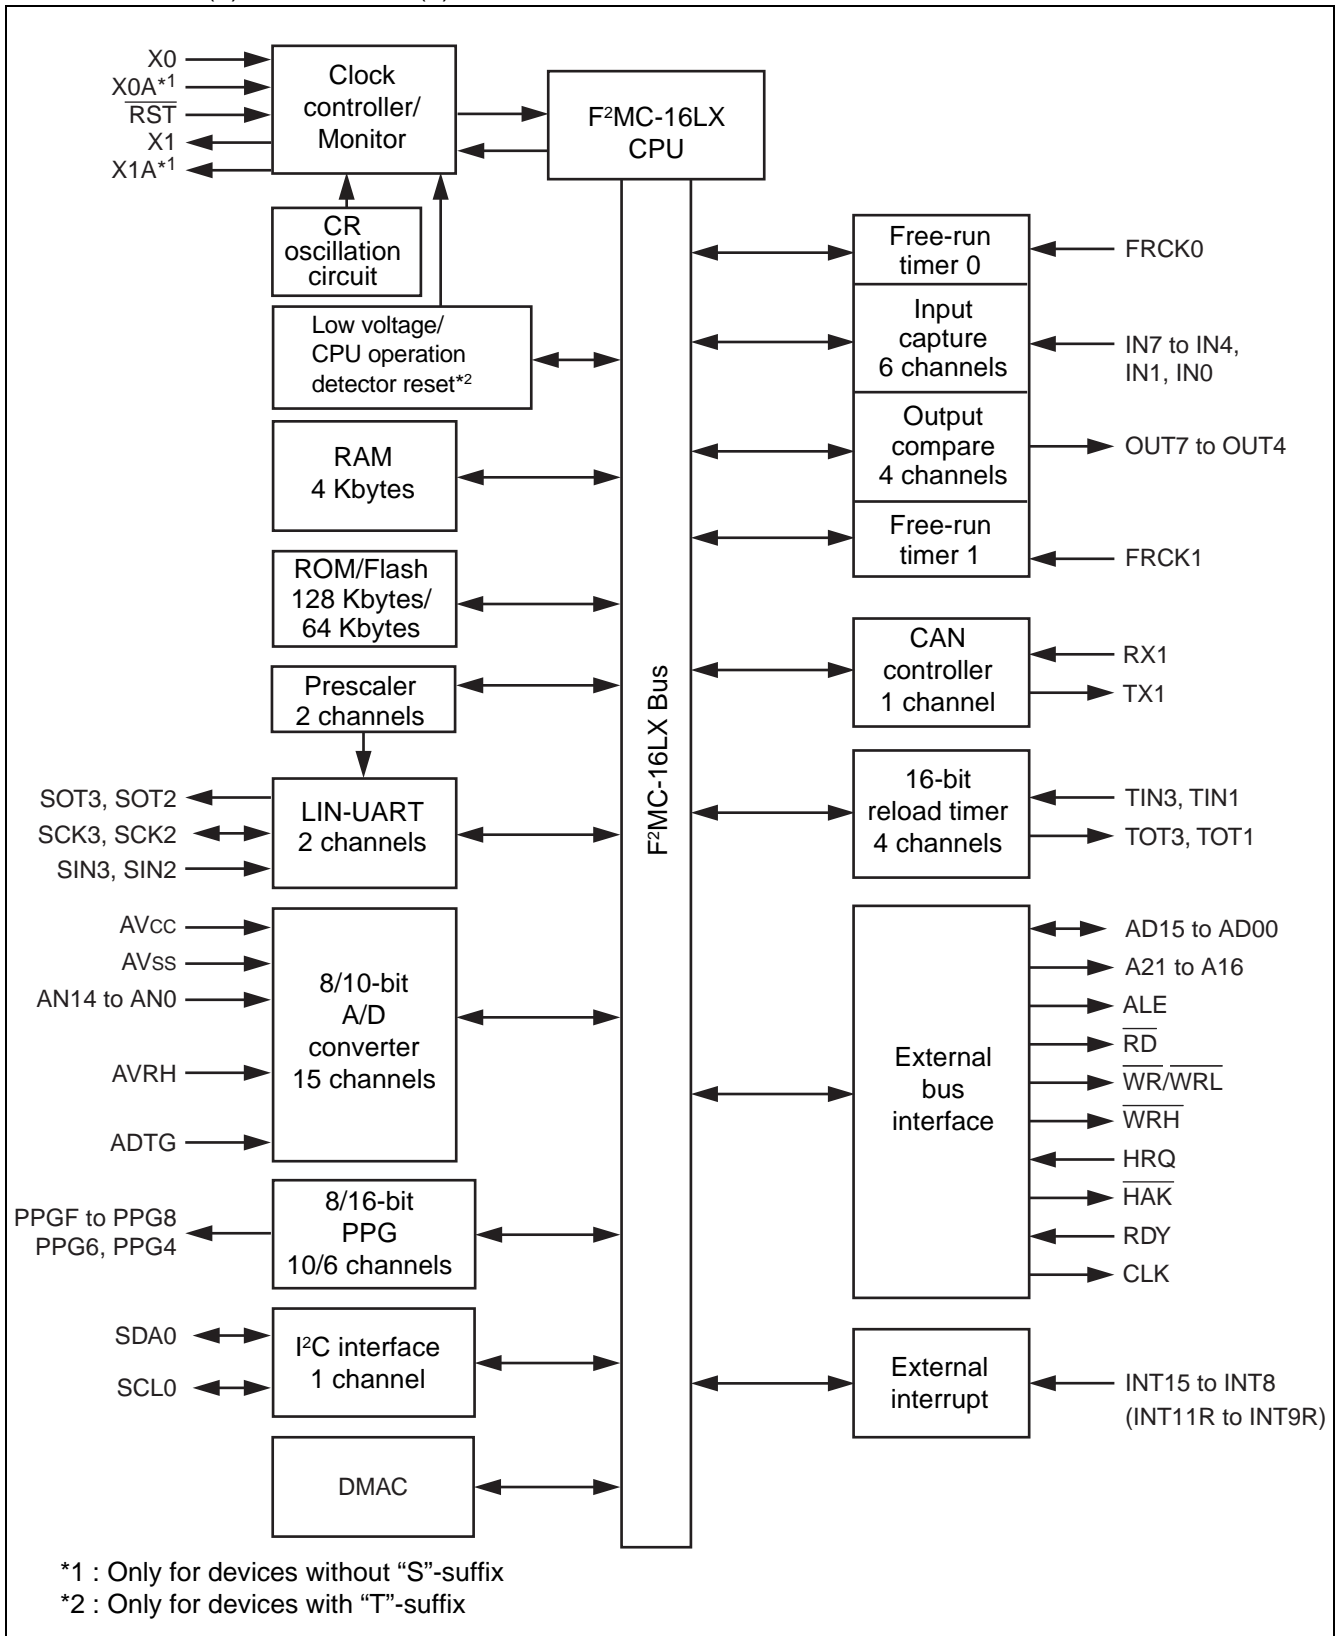 X0
X0A*1
RST
X1
X1A*1
Clock
controller/
Monitor
F²MC-16LX
CPU
CR
oscillation
circuit
Low voltage/
CPU operation
detector reset*2
RAM
4 Kbytes
ROM/Flash
128 Kbytes/
64 Kbytes
Prescaler
2 channels
SOT3, SOT2
SCK3, SCK2
SIN3, SIN2
LIN-UART
2 channels
AVCC
AVSS
AN14 to AN0
AVRH
ADTG
8/10-bit
A/D
converter
15 channels
PPGF to PPG8
PPG6, PPG4
8/16-bit
PPG
10/6 channels
SDA0
SCL0
I²C interface
1 channel
DMAC
F²MC-16LX Bus
Free-run
timer 0
FRCK0
Input
capture
6 channels
IN7 to IN4,
IN1, IN0
Output
compare
4 channels
OUT7 to OUT4
Free-run
timer 1
FRCK1
CAN
controller
1 channel
RX1
TX1
16-bit
reload timer
4 channels
TIN3, TIN1
TOT3, TOT1
External
bus
interface
AD15 to AD00
A21 to A16
ALE
RD
WR/WRL
WRH
HRQ
HAK
RDY
CLK
External
interrupt
INT15 to INT8
(INT11R to INT9R)
*1 : Only for devices without “S”-suffix
*2 : Only for devices with “T”-suffix